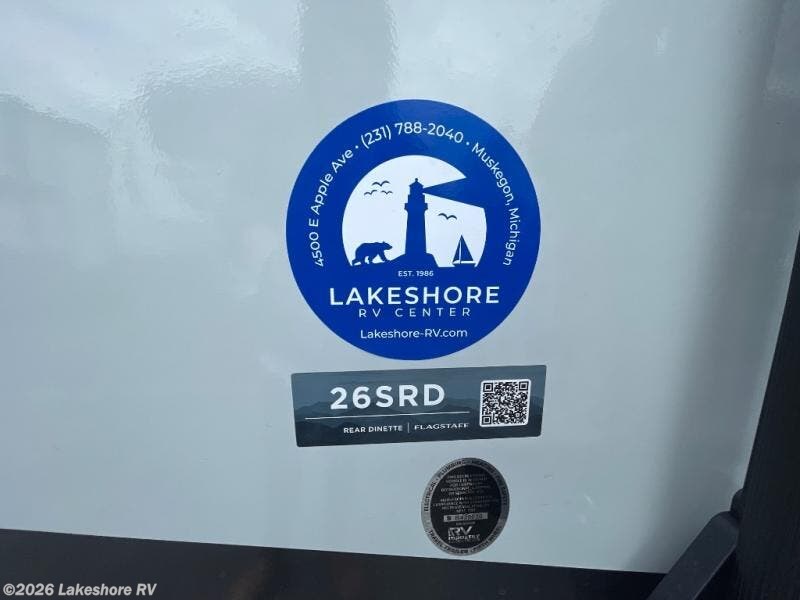 4500 E Apple Ave • (231) 788-2040 • Muskegon, Michigan
EST. 1986
LAKESHORE
RV CENTER
Lakeshore-RV.com
26SRD
REAR DINETTE | FLAGSTAFF
RV
©2026 Lakeshore RV